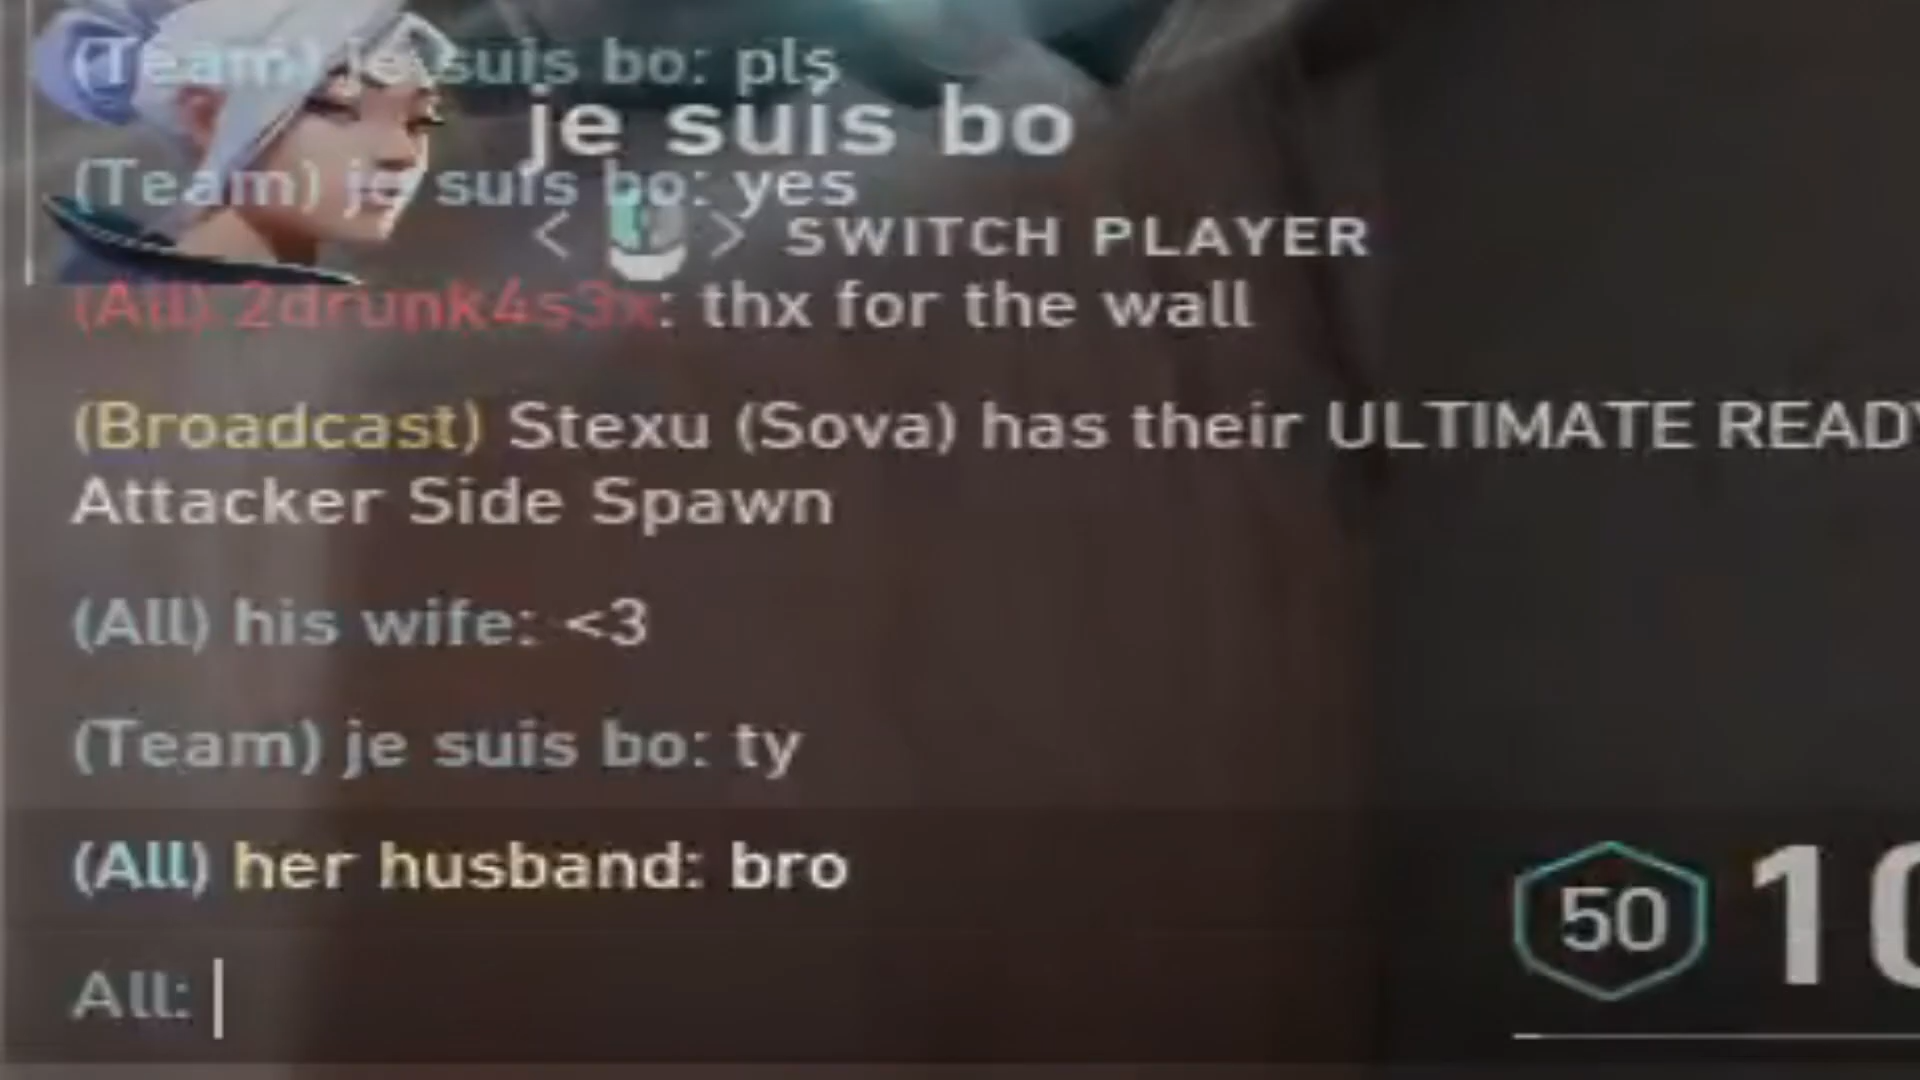 (Team) je suis bo: pls
je suis bo
(Team) je suis bo: yes
< > SWITCH PLAYER
(All) 2drunk4s3x: thx for the wall
(Broadcast) Stexu (Sova) has their ULTIMATE READY
Attacker Side Spawn
(All) his wife: <3
(Team) je suis bo: ty
(All) her husband: bro
50
10
All: